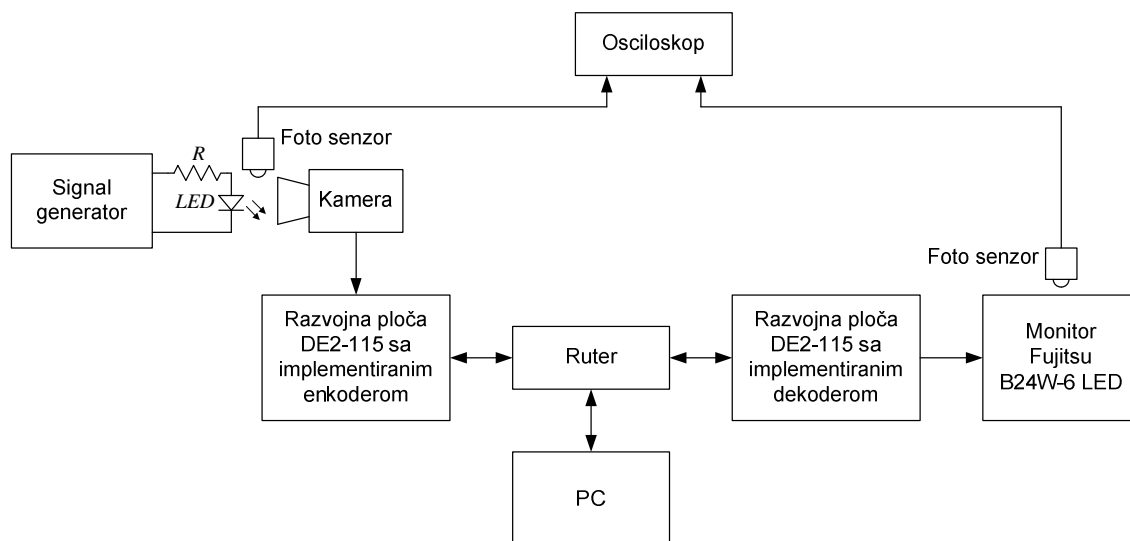 Osciloskop
Foto senzor
Signal
generator
R
LED
Kamera
Foto senzor
Razvojna ploča
DE2-115 sa
implementiranim
enkoderom
Ruter
Razvojna ploča
DE2-115 sa
implementiranim
dekoderom
Monitor
Fujitsu
B24W-6 LED
PC